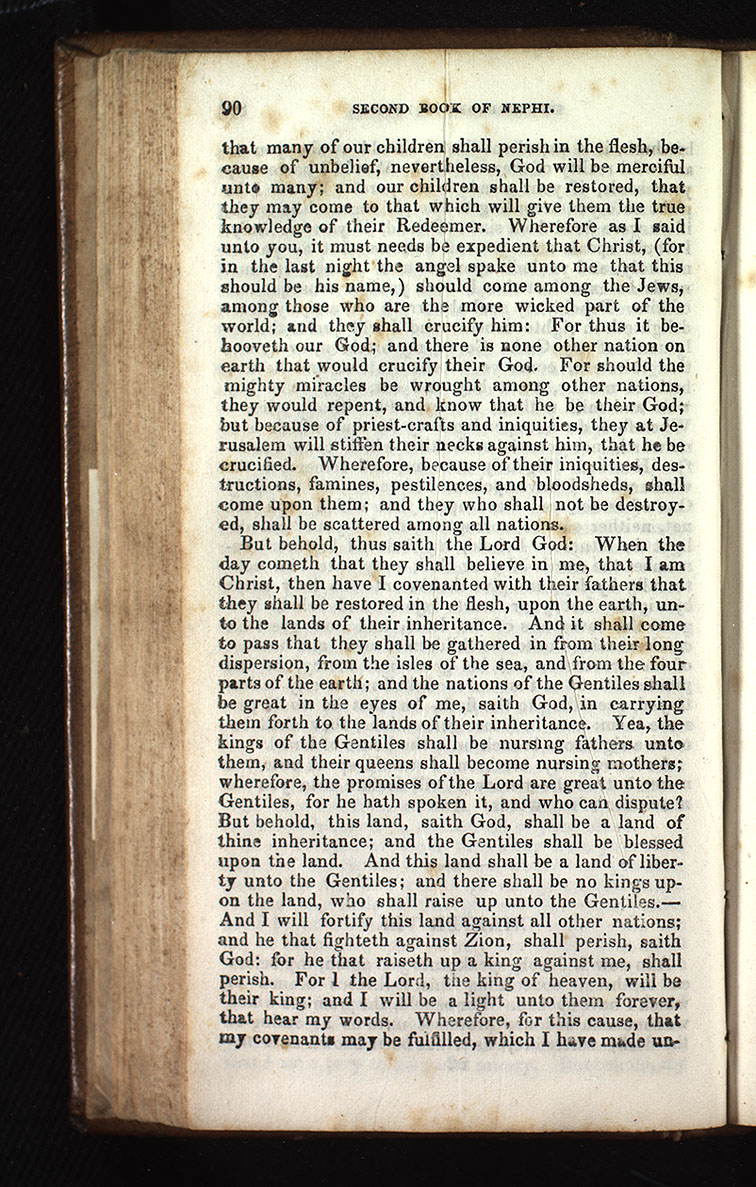 90 SECOND BOOK OF NEPHI.
that many of our children shall perish in the flesh, be-
cause of unbelief, nevertheless, God will be merciful
unto many; and our children shall be restored, that
they may come to that which will give them the true
knowledge of their Redeemer. Wherefore as I said
unto you, it must needs be expedient that Christ, (for
in the last night the angel spake unto me that this
should be his name,) should come among the Jews,
among those who are the more wicked part of the
world; and they shall crucify him: For thus it be-
hooveth our God; and there is none other nation on
earth that would crucify their God. For should the
mighty miracles be wrought among other nations,
they would repent, and know that he be their God;
but because of priest-crafts and iniquities, they at Je-
rusalem will stiffen their necks against him, that he be
crucified. Wherefore, because of their iniquities, des-
tructions, famines, pestilences, and bloodsheds, shall
come upon them; and they who shall not be destroy-
ed, shall be scattered among all nations.
But behold, thus saith the Lord God: When the
day cometh that they shall believe in me, that I am
Christ, then have I covenanted with their fathers that
they shall be restored in the flesh, upon the earth, un-
to the lands of their inheritance. And it shall come
to pass that they shall be gathered in from their long
dispersion, from the isles of the sea, and from the four
parts of the earth; and the nations of the Gentiles shall
be great in the eyes of me, saith God, in carrying
them forth to the lands of their inheritance. Yea, the
kings of the Gentiles shall be nursing fathers unto
them, and their queens shall become nursing mothers;
wherefore, the promises of the Lord are great unto the
Gentiles, for he hath spoken it, and who can dispute?
But behold, this land, saith God, shall be a land of
thine inheritance; and the Gentiles shall be blessed
upon the land. And this land shall be a land of liber-
ty unto the Gentiles; and there shall be no kings up-
on the land, who shall raise up unto the Gentiles.—
And I will fortify this land against all other nations;
and he that fighteth against Zion, shall perish, saith
God: for he that raiseth up a king against me, shall
perish. For I the Lord, the king of heaven, will be
their king; and I will be a light unto them forever,
that hear my words. Wherefore, for this cause, that
my covenants may be fulfilled, which I have made un-